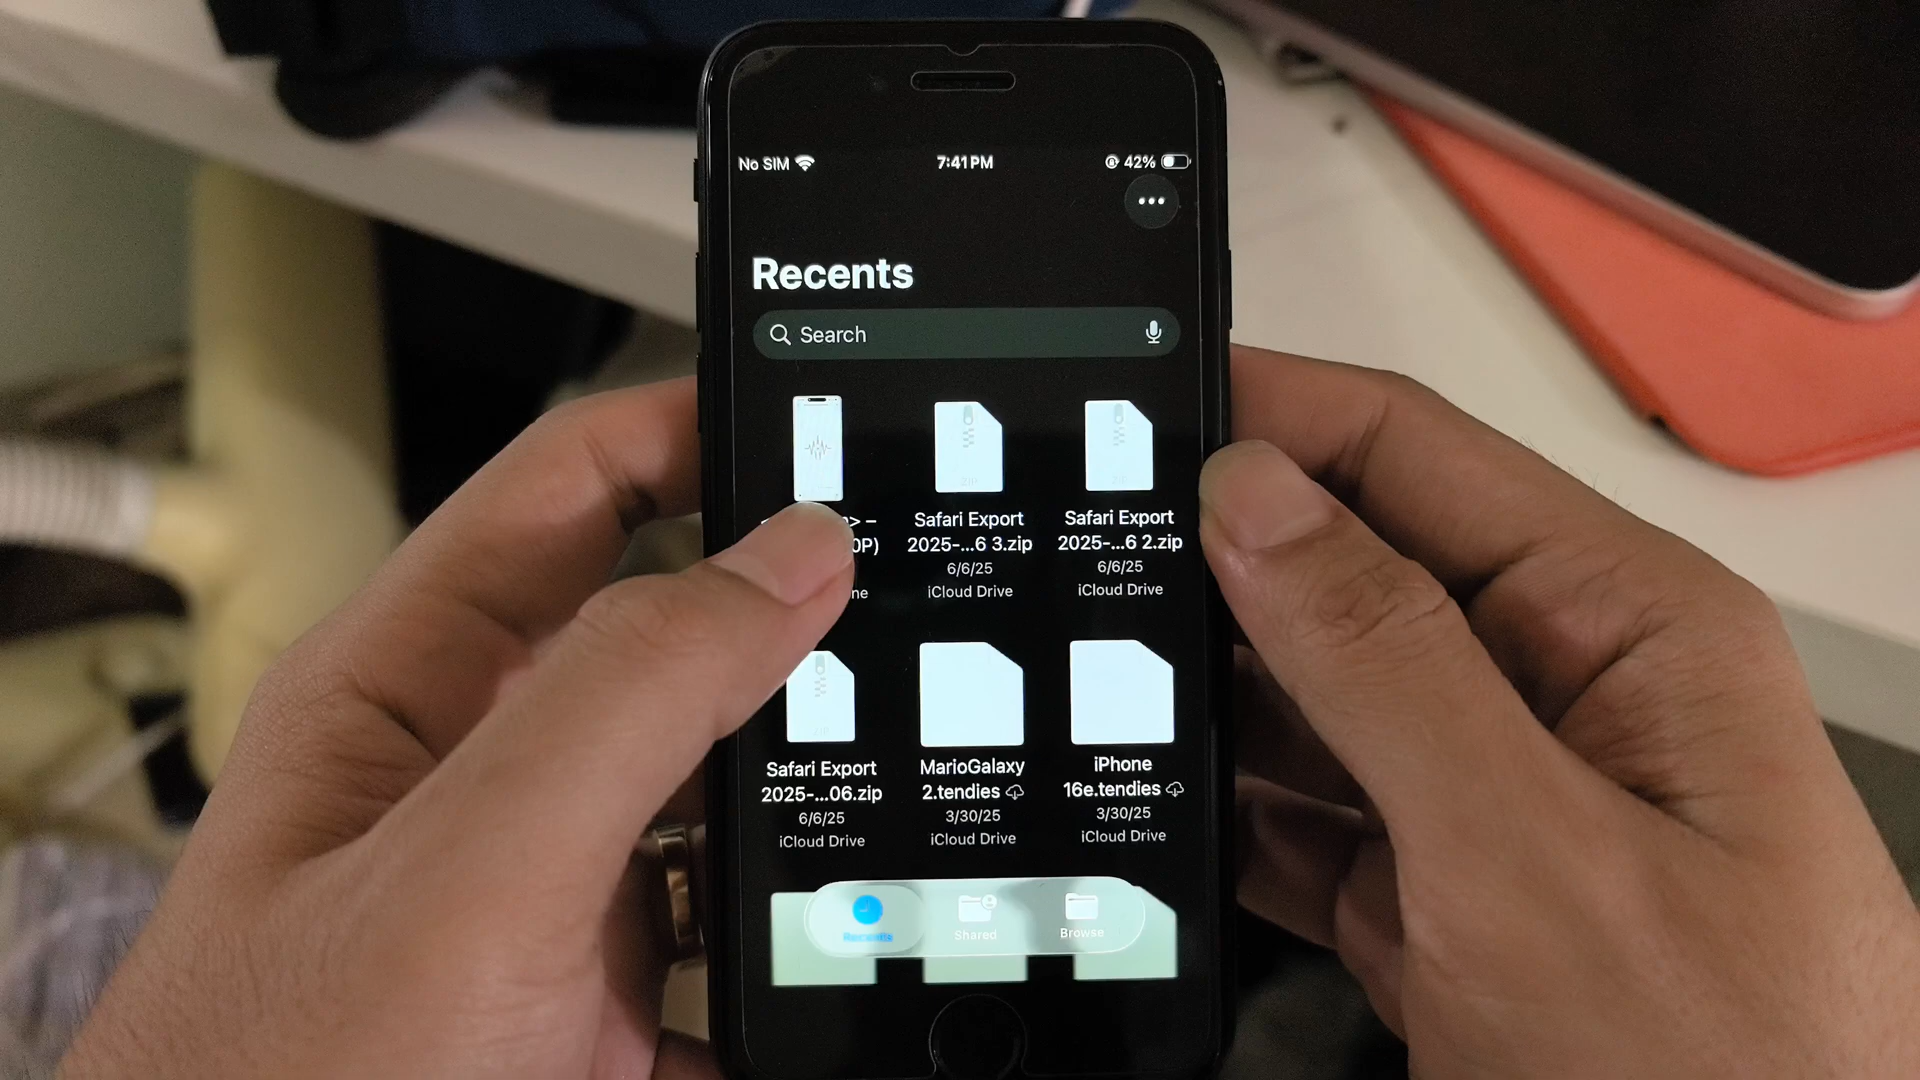 No SIM
7:41 PM
42%
Recents
Search
> –
0P)
ne
Safari Export
2025-...6 3.zip
6/6/25
iCloud Drive
Safari Export
2025-...6 2.zip
6/6/25
iCloud Drive
Safari Export
2025-...06.zip
6/6/25
iCloud Drive
MarioGalaxy
2.tendies
3/30/25
iCloud Drive
iPhone
16e.tendies
3/30/25
iCloud Drive
Recents
Shared
Browse